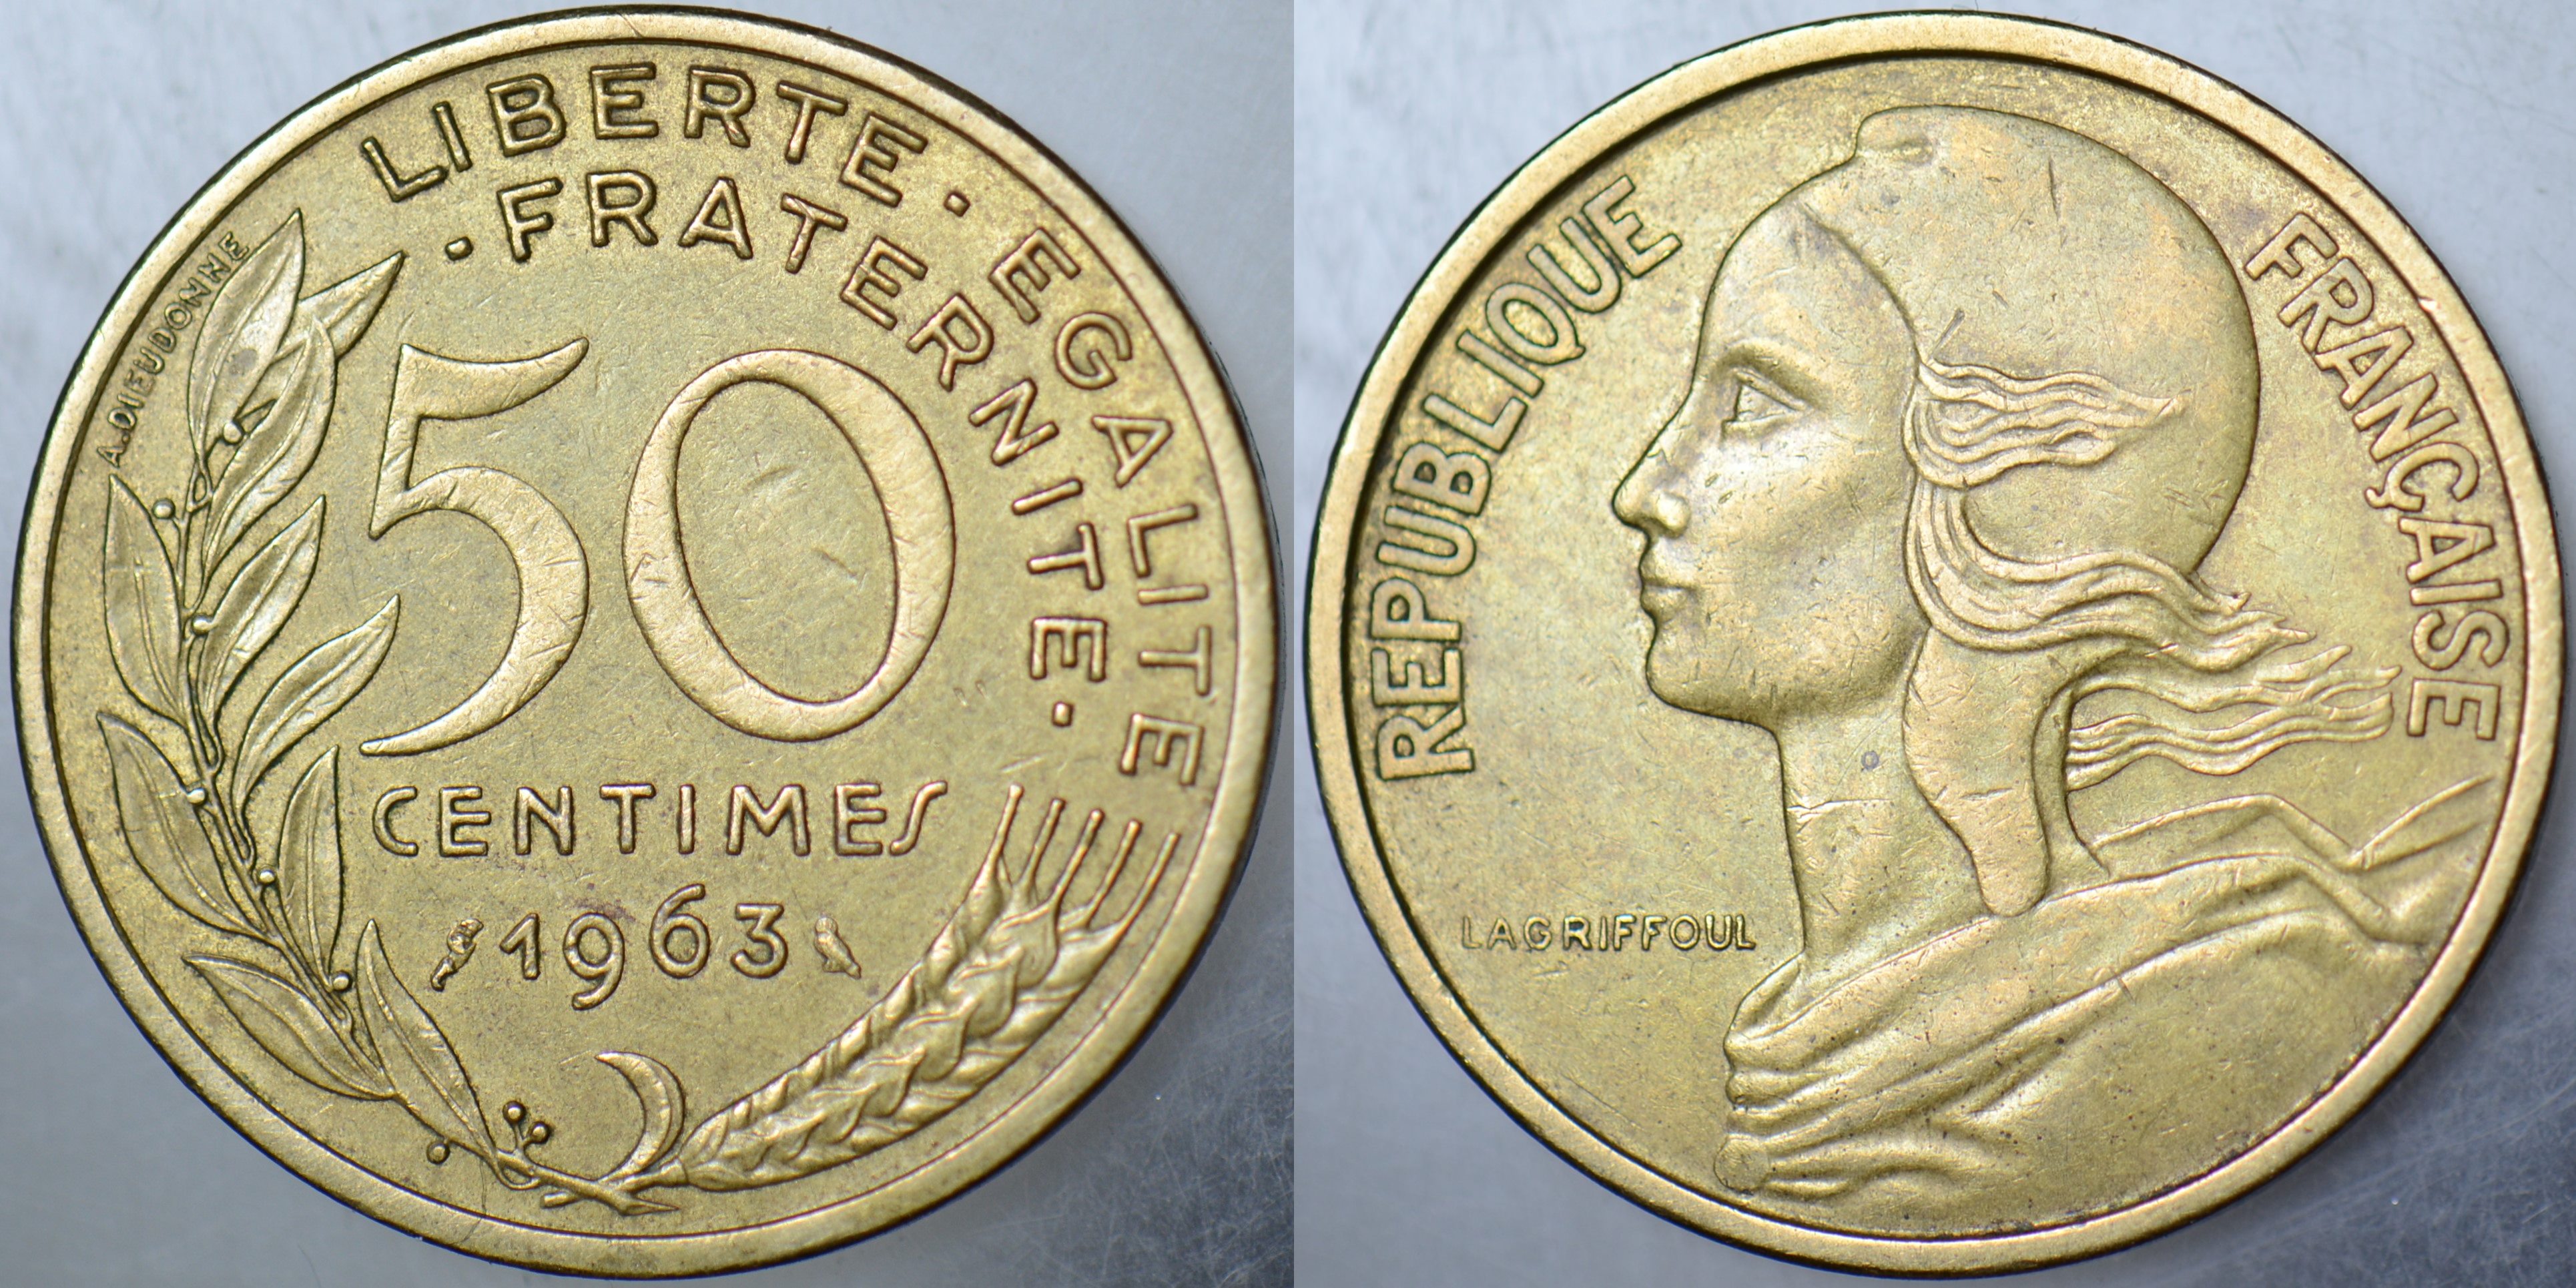 LIBERTE · EGALITE
· FRATERNITE ·
A.DIEUDONNE
50
CENTIMES
1963
REPUBLIQUE
FRANÇAISE
LAGRIFFOUL